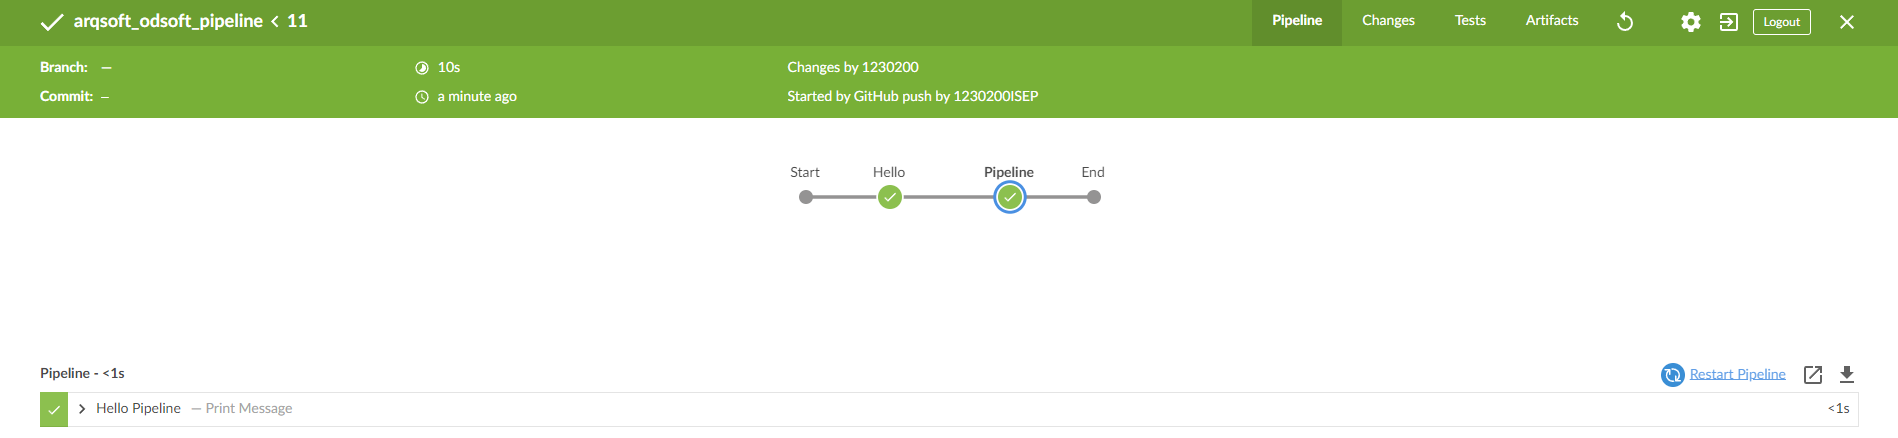 arqsoft_odsoft_pipeline < 11
Pipeline Changes Tests Artifacts Logout
Branch: — 10s Changes by 1230200
Commit: — a minute ago Started by GitHub push by 1230200ISEP
Start Hello Pipeline End
Pipeline - <1s Restart Pipeline
Hello Pipeline — Print Message <1s